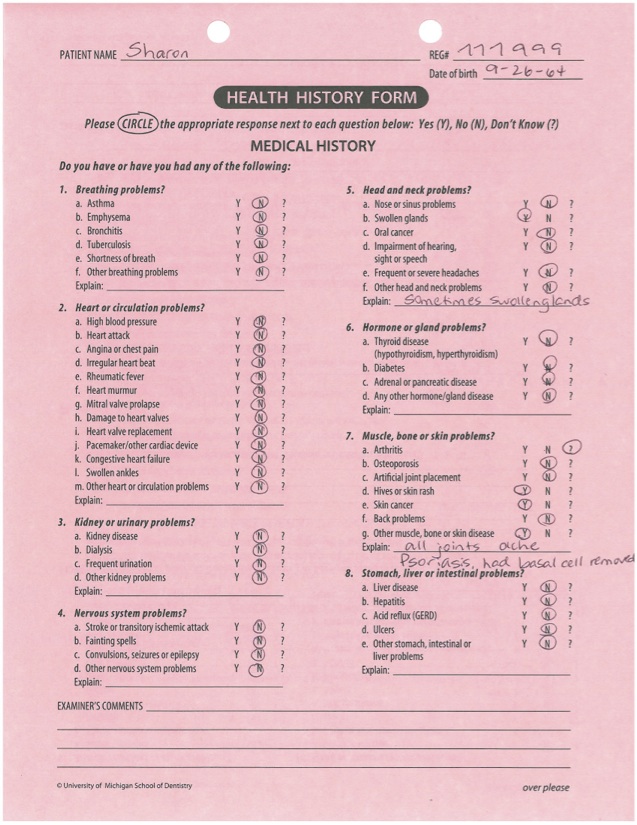 PATIENT NAME Sharon REG# 111999
Date of birth 9-26-64
HEALTH HISTORY FORM
Please CIRCLE the appropriate response next to each question below: Yes (Y), No (N), Don't Know (?)
MEDICAL HISTORY
Do you have or have you had any of the following:
1. Breathing problems?
a. Asthma Y N ?
b. Emphysema Y N ?
c. Bronchitis Y N ?
d. Tuberculosis Y N ?
e. Shortness of breath Y N ?
f. Other breathing problems Y N ?
Explain:
2. Heart or circulation problems?
a. High blood pressure Y N ?
b. Heart attack Y N ?
c. Angina or chest pain Y N ?
d. Irregular heart beat Y N ?
e. Rheumatic fever Y N ?
f. Heart murmur Y N ?
g. Mitral valve prolapse Y N ?
h. Damage to heart valves Y N ?
i. Heart valve replacement Y N ?
j. Pacemaker/other cardiac device Y N ?
k. Congestive heart failure Y N ?
l. Swollen ankles Y N ?
m. Other heart or circulation problems Y N ?
Explain:
3. Kidney or urinary problems?
a. Kidney disease Y N ?
b. Dialysis Y N ?
c. Frequent urination Y N ?
d. Other kidney problems Y N ?
Explain:
4. Nervous system problems?
a. Stroke or transitory ischemic attack Y N ?
b. Fainting spells Y N ?
c. Convulsions, seizures or epilepsy Y N ?
d. Other nervous system problems Y N ?
Explain:
5. Head and neck problems?
a. Nose or sinus problems Y N ?
b. Swollen glands Y N ?
c. Oral cancer Y N ?
d. Impairment of hearing, Y N ?
sight or speech
e. Frequent or severe headaches Y N ?
f. Other head and neck problems Y N ?
Explain: Sometimes swollen glands
6. Hormone or gland problems?
a. Thyroid disease Y N ?
(hypothyroidism, hyperthyroidism)
b. Diabetes Y N ?
c. Adrenal or pancreatic disease Y N ?
d. Any other hormone/gland disease Y N ?
Explain:
7. Muscle, bone or skin problems?
a. Arthritis Y N ?
b. Osteoporosis Y N ?
c. Artificial joint placement Y N ?
d. Hives or skin rash Y N ?
e. Skin cancer Y N ?
f. Back problems Y N ?
g. Other muscle, bone or skin disease Y N ?
Explain: all joints ache
Psoriasis, had basal cell removed
8. Stomach, liver or intestinal problems?
a. Liver disease Y N ?
b. Hepatitis Y N ?
c. Acid reflux (GERD) Y N ?
d. Ulcers Y N ?
e. Other stomach, intestinal or Y N ?
liver problems
Explain:
EXAMINER'S COMMENTS
© University of Michigan School of Dentistry over please